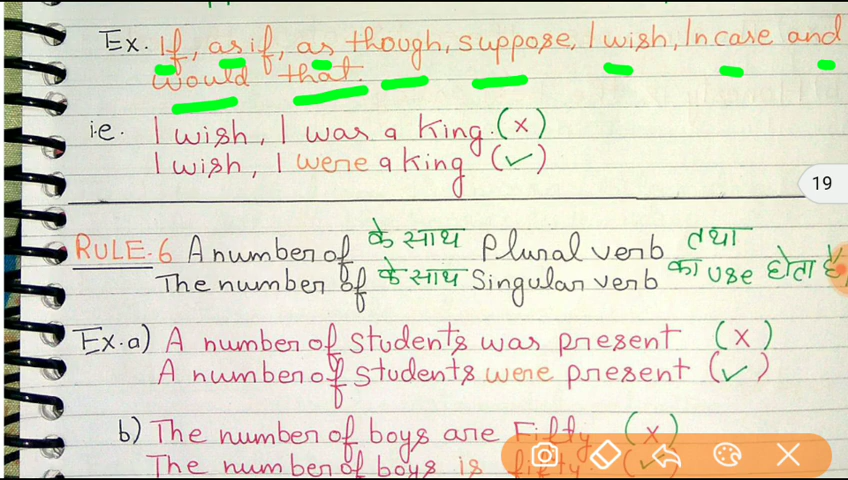 Ex. If, as if, as though, suppose, I wish, In case and
would that.
i.e. I wish, I was a king. (x)
I wish, I were a king (✓)
19
RULE-6 A number of के साथ Plural verb तथा
The number of के साथ Singular verb का use होता है
Ex. a) A number of students was present (x)
A number of students were present (✓)
b) The number of boys are Fifty (x)
The number of boys is fifty. (✓)